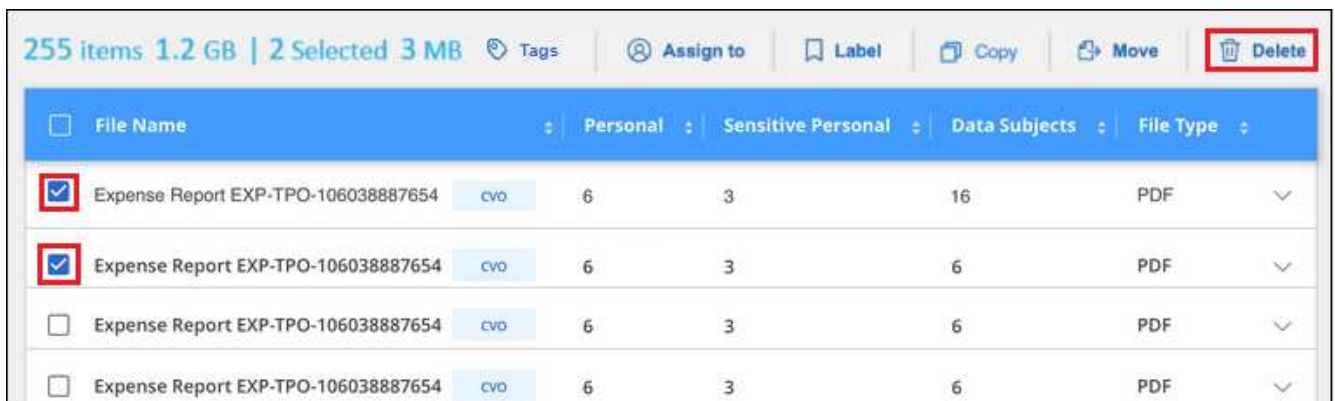 255 items 1.2 GB | 2 Selected 3 MB Tags Assign to Label Copy Move Delete
File Name Personal Sensitive Personal Data Subjects File Type
Expense Report EXP-TPO-106038887654 CVO 6 3 16 PDF
Expense Report EXP-TPO-106038887654 CVO 6 3 6 PDF
Expense Report EXP-TPO-106038887654 CVO 6 3 6 PDF
Expense Report EXP-TPO-106038887654 CVO 6 3 6 PDF